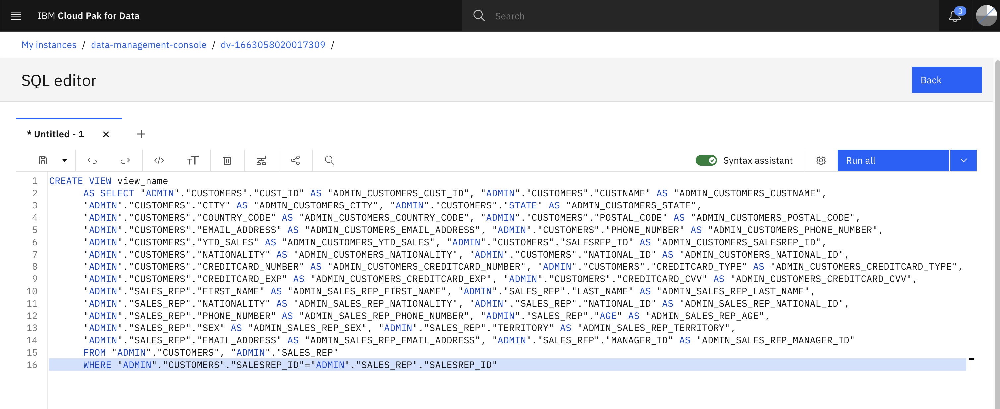 IBM Cloud Pak for Data
Search
3
My instances / data-management-console / dv-1663058020017309 /
SQL editor
Back
* Untitled - 1
Syntax assistant
Run all
1 CREATE VIEW view_name
2 AS SELECT "ADMIN"."CUSTOMERS"."CUST_ID" AS "ADMIN_CUSTOMERS_CUST_ID", "ADMIN"."CUSTOMERS"."CUSTNAME" AS "ADMIN_CUSTOMERS_CUSTNAME",
3 "ADMIN"."CUSTOMERS"."CITY" AS "ADMIN_CUSTOMERS_CITY", "ADMIN"."CUSTOMERS"."STATE" AS "ADMIN_CUSTOMERS_STATE",
4 "ADMIN"."CUSTOMERS"."COUNTRY_CODE" AS "ADMIN_CUSTOMERS_COUNTRY_CODE", "ADMIN"."CUSTOMERS"."POSTAL_CODE" AS "ADMIN_CUSTOMERS_POSTAL_CODE",
5 "ADMIN"."CUSTOMERS"."EMAIL_ADDRESS" AS "ADMIN_CUSTOMERS_EMAIL_ADDRESS", "ADMIN"."CUSTOMERS"."PHONE_NUMBER" AS "ADMIN_CUSTOMERS_PHONE_NUMBER",
6 "ADMIN"."CUSTOMERS"."YTD_SALES" AS "ADMIN_CUSTOMERS_YTD_SALES", "ADMIN"."CUSTOMERS"."SALESREP_ID" AS "ADMIN_CUSTOMERS_SALESREP_ID",
7 "ADMIN"."CUSTOMERS"."NATIONALITY" AS "ADMIN_CUSTOMERS_NATIONALITY", "ADMIN"."CUSTOMERS"."NATIONAL_ID" AS "ADMIN_CUSTOMERS_NATIONAL_ID",
8 "ADMIN"."CUSTOMERS"."CREDITCARD_NUMBER" AS "ADMIN_CUSTOMERS_CREDITCARD_NUMBER", "ADMIN"."CUSTOMERS"."CREDITCARD_TYPE" AS "ADMIN_CUSTOMERS_CREDITCARD_TYPE",
9 "ADMIN"."CUSTOMERS"."CREDITCARD_EXP" AS "ADMIN_CUSTOMERS_CREDITCARD_EXP", "ADMIN"."CUSTOMERS"."CREDITCARD_CVV" AS "ADMIN_CUSTOMERS_CREDITCARD_CVV",
10 "ADMIN"."SALES_REP"."FIRST_NAME" AS "ADMIN_SALES_REP_FIRST_NAME", "ADMIN"."SALES_REP"."LAST_NAME" AS "ADMIN_SALES_REP_LAST_NAME",
11 "ADMIN"."SALES_REP"."NATIONALITY" AS "ADMIN_SALES_REP_NATIONALITY", "ADMIN"."SALES_REP"."NATIONAL_ID" AS "ADMIN_SALES_REP_NATIONAL_ID",
12 "ADMIN"."SALES_REP"."PHONE_NUMBER" AS "ADMIN_SALES_REP_PHONE_NUMBER", "ADMIN"."SALES_REP"."AGE" AS "ADMIN_SALES_REP_AGE",
13 "ADMIN"."SALES_REP"."SEX" AS "ADMIN_SALES_REP_SEX", "ADMIN"."SALES_REP"."TERRITORY" AS "ADMIN_SALES_REP_TERRITORY",
14 "ADMIN"."SALES_REP"."EMAIL_ADDRESS" AS "ADMIN_SALES_REP_EMAIL_ADDRESS", "ADMIN"."SALES_REP"."MANAGER_ID" AS "ADMIN_SALES_REP_MANAGER_ID"
15 FROM "ADMIN"."CUSTOMERS", "ADMIN"."SALES_REP"
16 WHERE "ADMIN"."CUSTOMERS"."SALESREP_ID"="ADMIN"."SALES_REP"."SALESREP_ID"